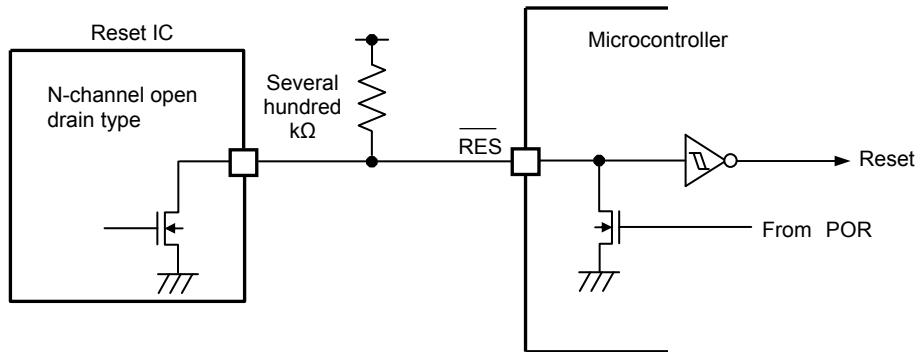 Reset IC
Microcontroller
N-channel open
drain type
Several
hundred
kΩ
RES
Reset
From POR